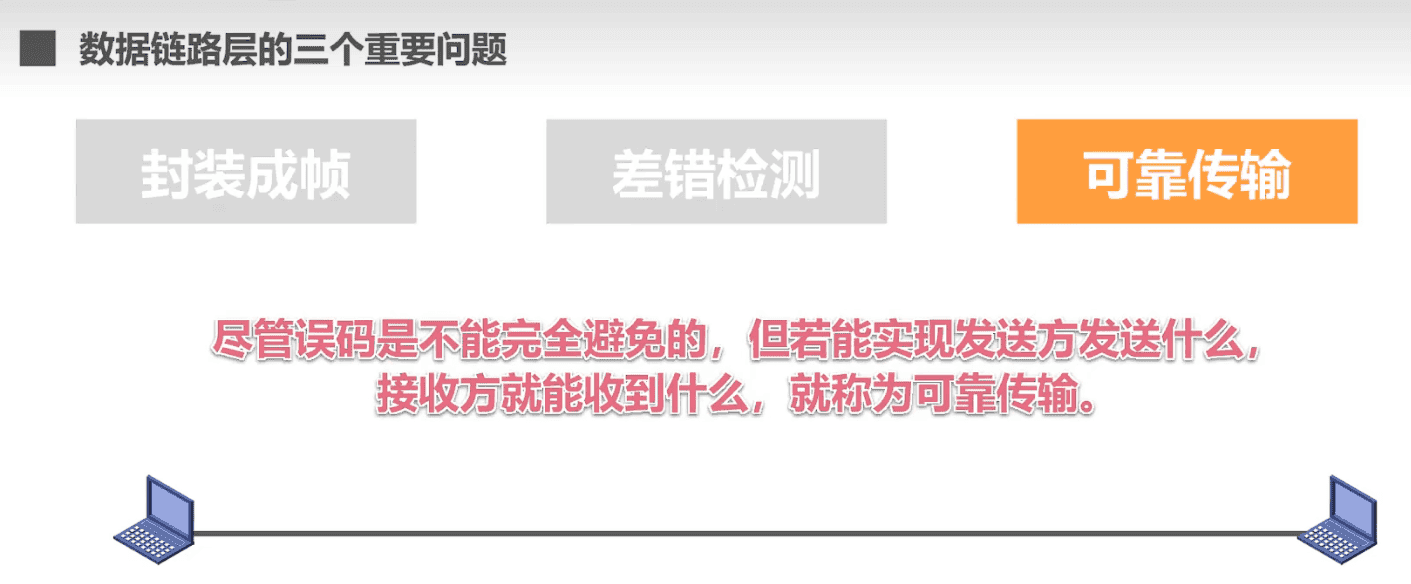 数据链路层的三个重要问题
封装成帧
差错检测
可靠传输
尽管误码是不能完全避免的，但若能实现发送方发送什么，
接收方就能收到什么，就称为可靠传输。